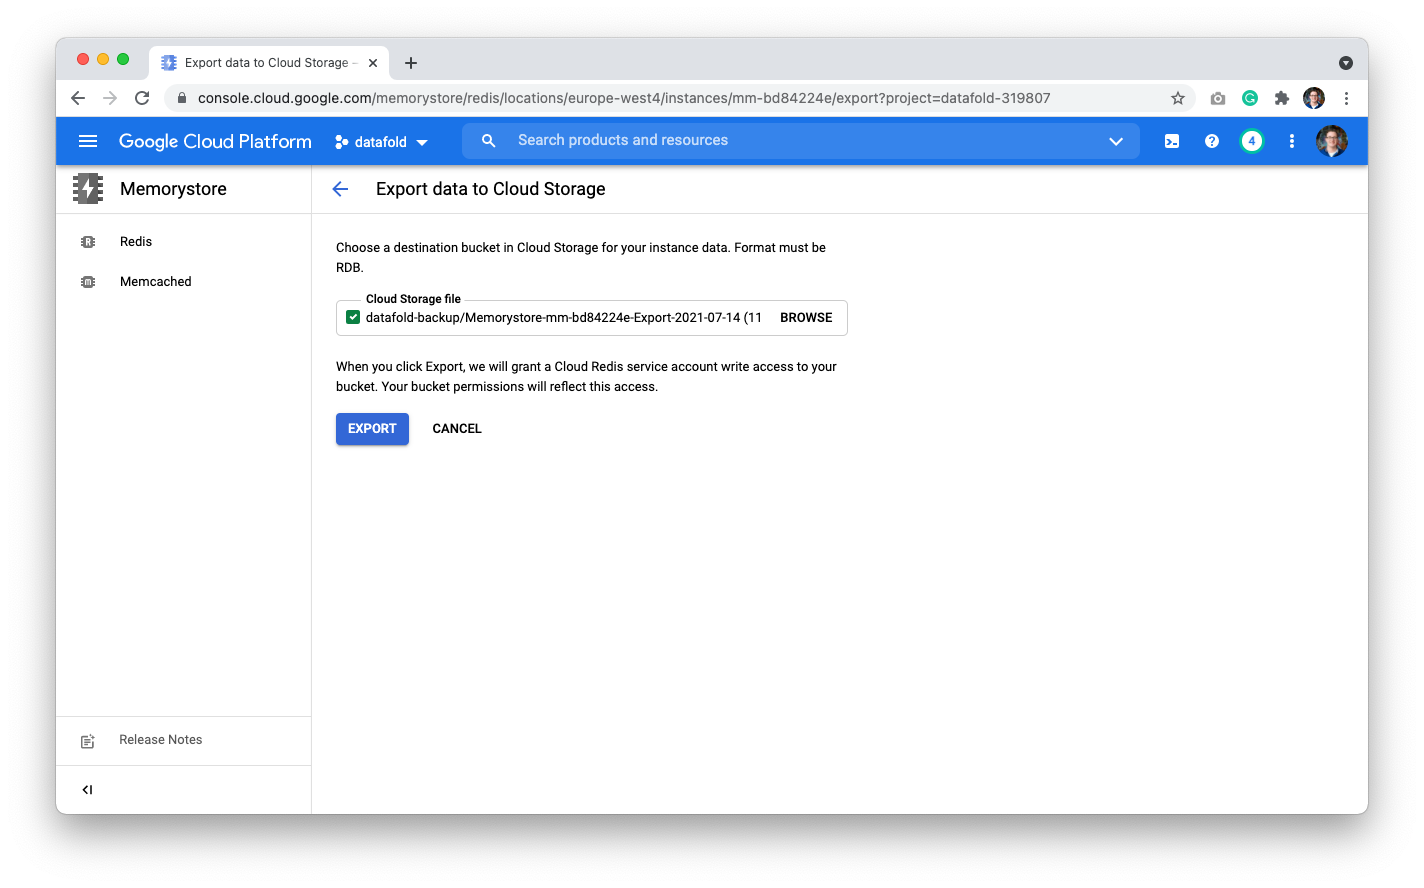 Export data to Cloud Storage –
console.cloud.google.com/memorystore/redis/locations/europe-west4/instances/mm-bd84224e/export?project=datafold-319807
Google Cloud Platform
datafold
Search products and resources
4
Memorystore
Export data to Cloud Storage
Redis
Memcached
Choose a destination bucket in Cloud Storage for your instance data. Format must be
RDB.
Cloud Storage file
datafold-backup/Memorystore-mm-bd84224e-Export-2021-07-14 (11
BROWSE
When you click Export, we will grant a Cloud Redis service account write access to your
bucket. Your bucket permissions will reflect this access.
EXPORT
CANCEL
Release Notes